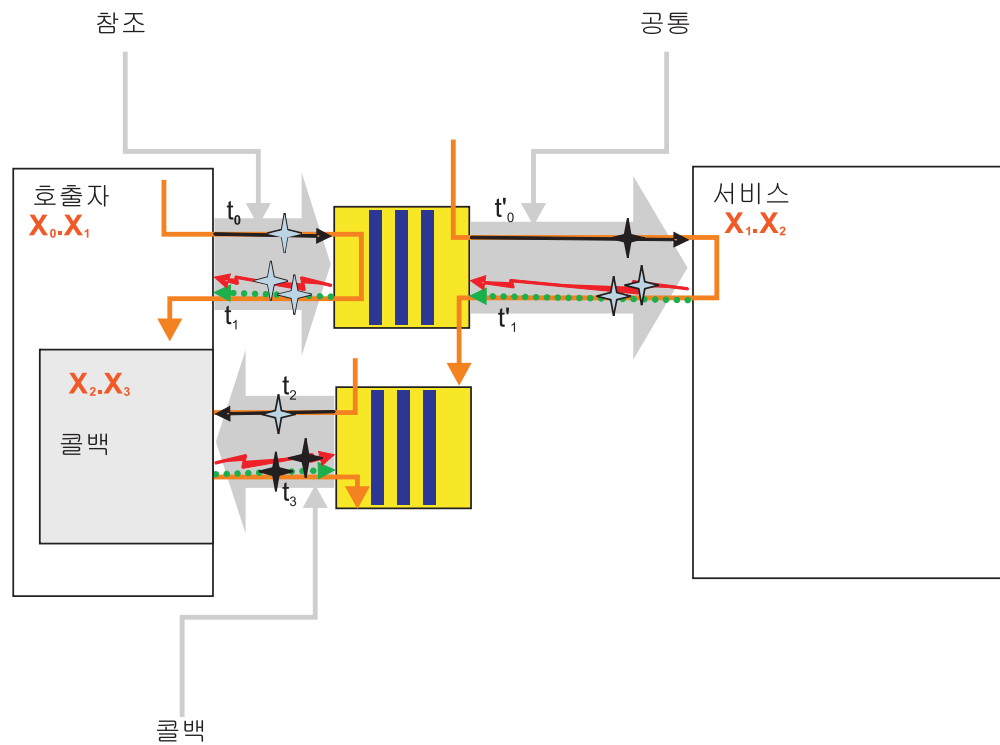 참조
공통
호출자
X₀.X₁
t₀
t'₀
서비스
X₁.X₂
t₁
t'₁
X₂.X₃
콜백
t₂
t₃
콜백